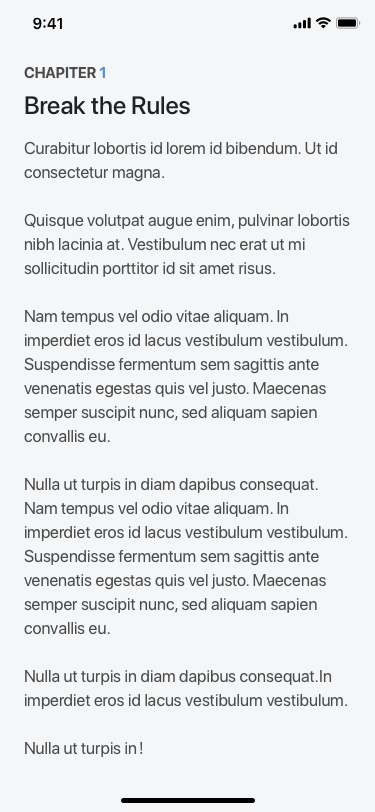 9:41
CHAPITER 1
Break the Rules
Curabitur lobortis id lorem id bibendum. Ut id
consectetur magna.
Quisque volutpat augue enim, pulvinar lobortis
nibh lacinia at. Vestibulum nec erat ut mi
sollicitudin porttitor id sit amet risus.
Nam tempus vel odio vitae aliquam. In
imperdiet eros id lacus vestibulum vestibulum.
Suspendisse fermentum sem sagittis ante
venenatis egestas quis vel justo. Maecenas
semper suscipit nunc, sed aliquam sapien
convallis eu.
Nulla ut turpis in diam dapibus consequat.
Nam tempus vel odio vitae aliquam. In
imperdiet eros id lacus vestibulum vestibulum.
Suspendisse fermentum sem sagittis ante
venenatis egestas quis vel justo. Maecenas
semper suscipit nunc, sed aliquam sapien
convallis eu.
Nulla ut turpis in diam dapibus consequat.In
imperdiet eros id lacus vestibulum vestibulum.
Nulla ut turpis in !